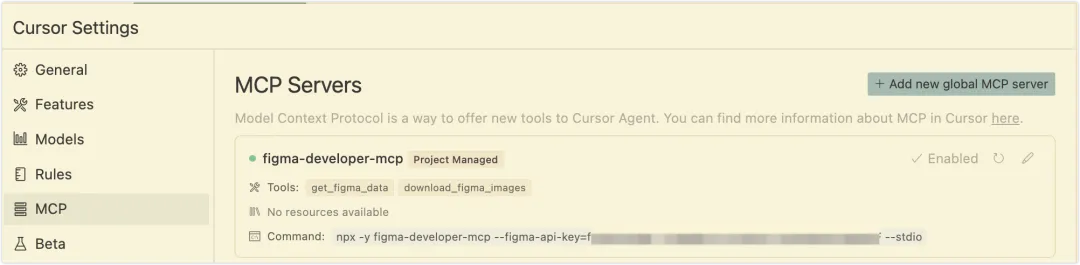 Cursor Settings
General
Features
Models
Rules
MCP
Beta
MCP Servers
+ Add new global MCP server
Model Context Protocol is a way to offer new tools to Cursor Agent. You can find more information about MCP in Cursor here.
figma-developer-mcp Project Managed Enabled
Tools: get_figma_data download_figma_images
No resources available
Command: npx -y figma-developer-mcp --figma-api-key=f --stdio